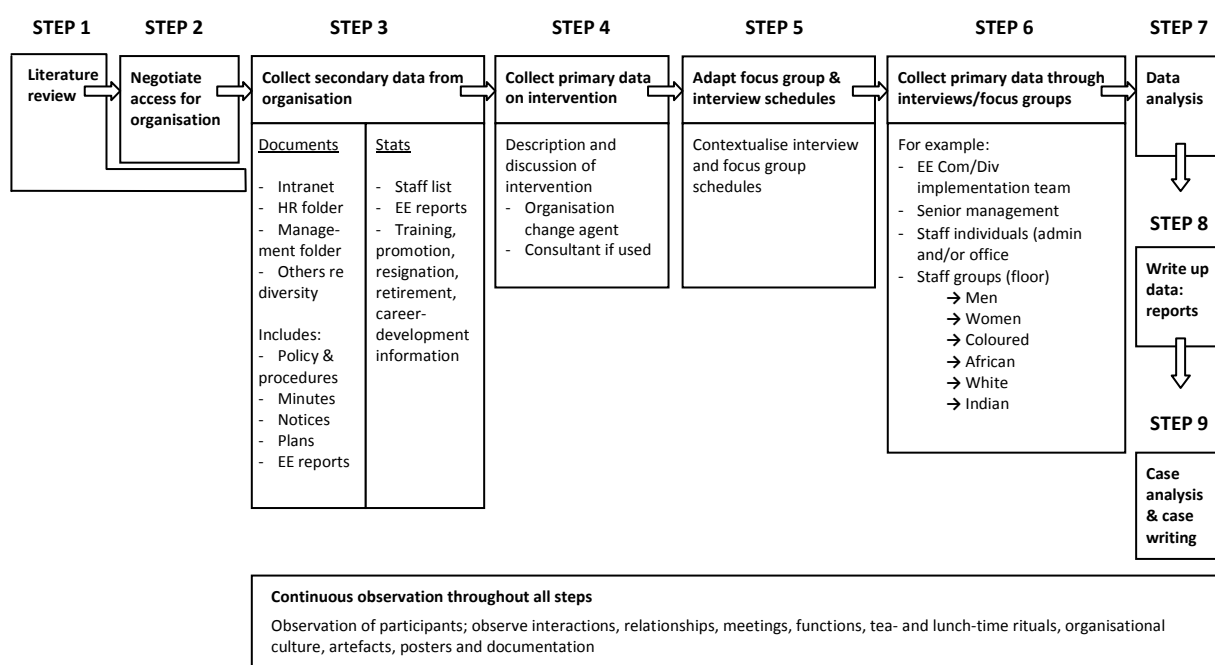 STEP 1
STEP 2
STEP 3
STEP 4
STEP 5
STEP 6
STEP 7
Literature
review
Negotiate
access for
organisation
Collect secondary data from
organisation
Documents
- Intranet
- HR folder
- Manage-
ment folder
- Others re
diversity
Includes:
- Policy &
procedures
- Minutes
- Notices
- Plans
- EE reports
Stats
- Staff list
- EE reports
- Training,
promotion,
resignation,
retirement,
career-
development
information
Collect primary data
on intervention
Description and
discussion of
intervention
- Organisation
change agent
- Consultant if used
Adapt focus group &
interview schedules
Contextualise interview
and focus group
schedules
Collect primary data through
interviews/focus groups
For example:
- EE Com/Div
implementation team
- Senior management
- Staff individuals (admin
and/or office
- Staff groups (floor)
→ Men
→ Women
→ Coloured
→ African
→ White
→ Indian
Data
analysis
STEP 8
Write up
data:
reports
STEP 9
Case
analysis
& case
writing
Continuous observation throughout all steps
Observation of participants; observe interactions, relationships, meetings, functions, tea- and lunch-time rituals, organisational
culture, artefacts, posters and documentation